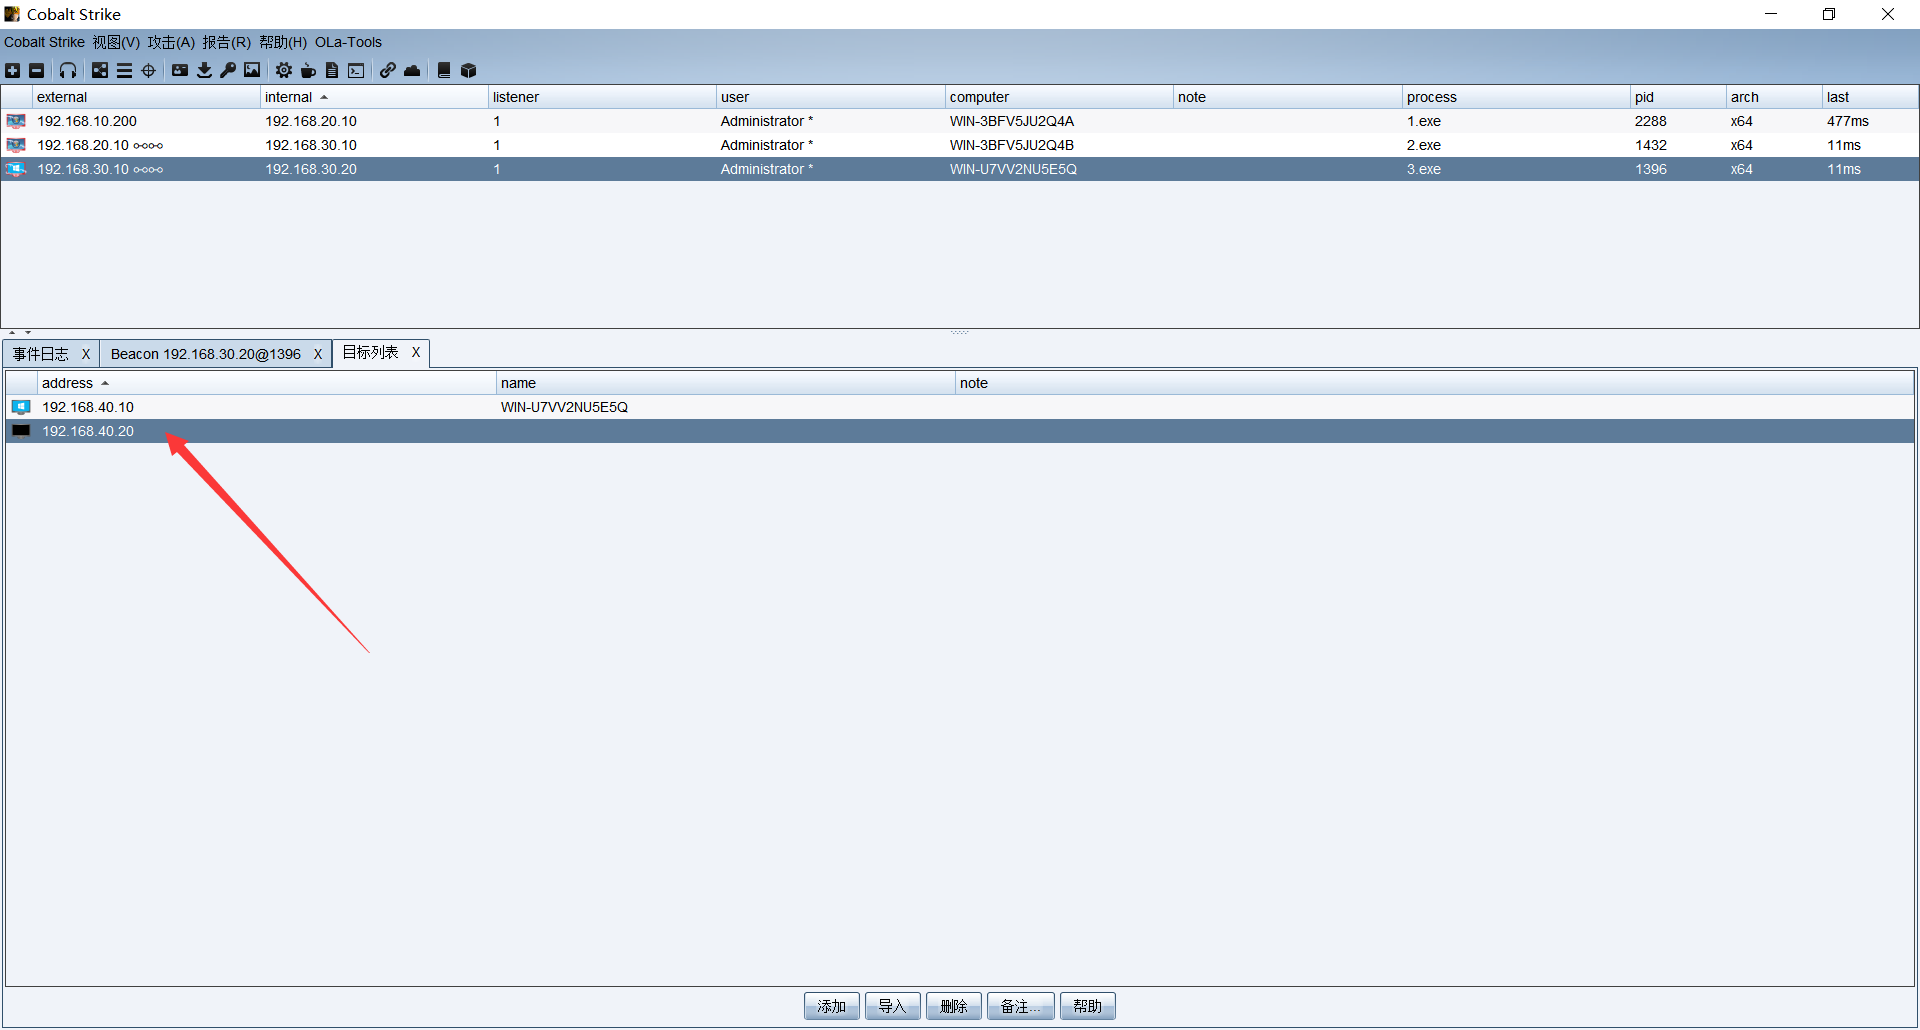 Cobalt Strike
Cobalt Strike 视图(V) 攻击(A) 报告(R) 帮助(H) OLa-Tools
external internal listener user computer note process pid arch last
192.168.10.200 192.168.20.10 1 Administrator * WIN-3BFV5JU2Q4A 1.exe 2288 x64 477ms
192.168.20.10 192.168.30.10 1 Administrator * WIN-3BFV5JU2Q4B 2.exe 1432 x64 11ms
192.168.30.10 192.168.30.20 1 Administrator * WIN-U7VV2NU5E5Q 3.exe 1396 x64 11ms
事件日志 X Beacon 192.168.30.20@1396 X 目标列表 X
address name note
192.168.40.10 WIN-U7VV2NU5E5Q
192.168.40.20
添加 导入 删除 备注... 帮助